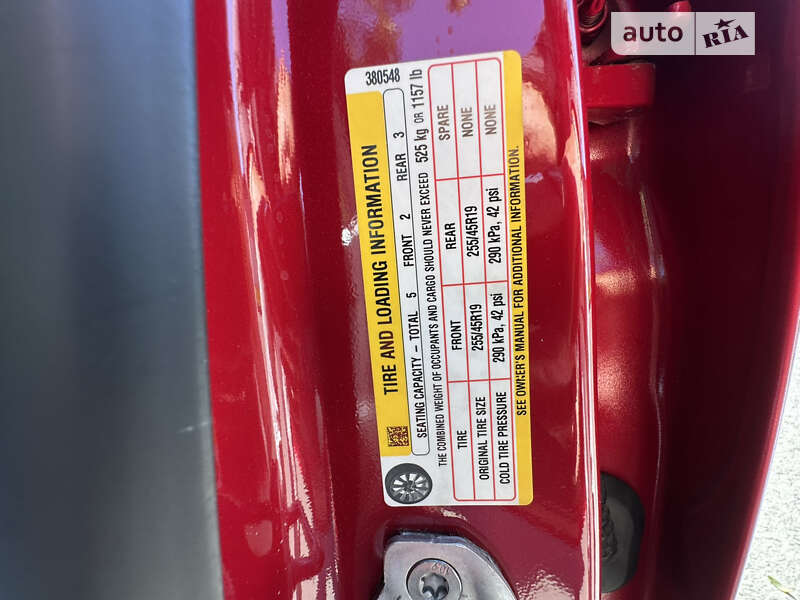 380548
TIRE AND LOADING INFORMATION
SEATING CAPACITY – TOTAL 5 FRONT 2 REAR 3
THE COMBINED WEIGHT OF OCCUPANTS AND CARGO SHOULD NEVER EXCEED 525 kg OR 1157 lb
TIRE FRONT REAR SPARE
ORIGINAL TIRE SIZE 255/45R19 255/45R19 NONE
COLD TIRE PRESSURE 290 kPa, 42 psi 290 kPa, 42 psi NONE
SEE OWNER'S MANUAL FOR ADDITIONAL INFORMATION.
auto RIA